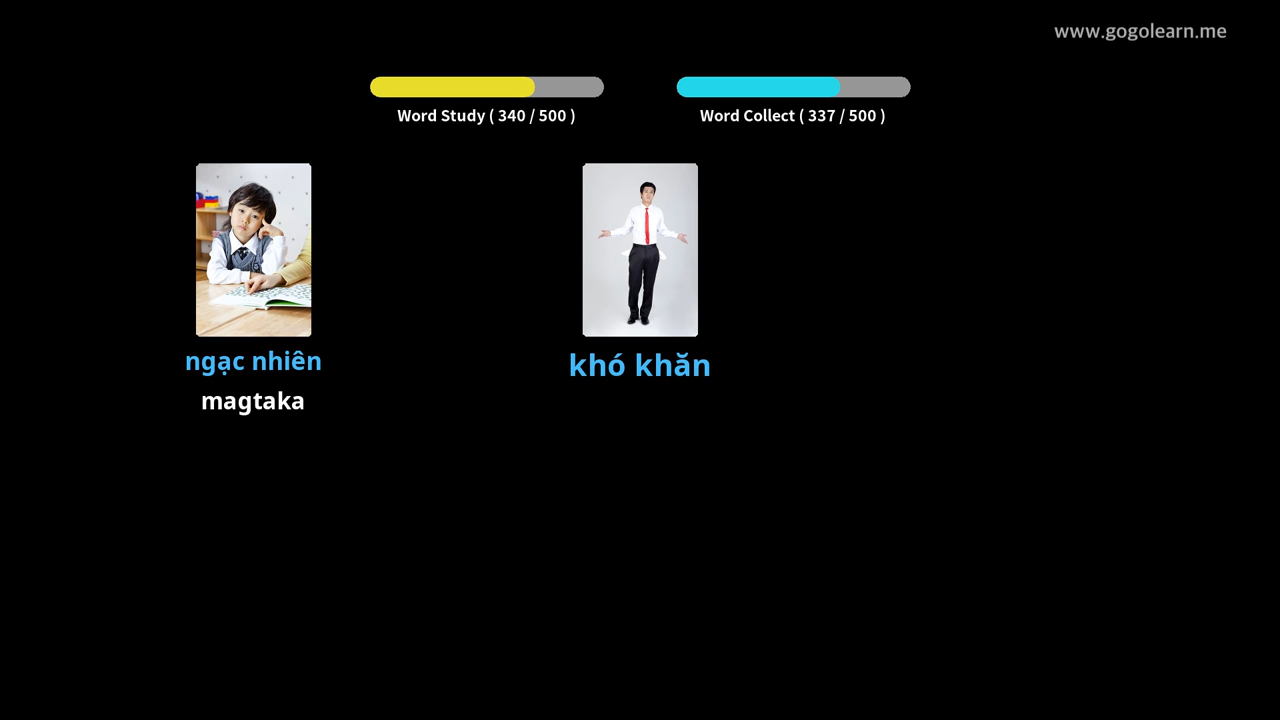 www.gogolearn.me
Word Study ( 340 / 500 )
Word Collect ( 337 / 500 )
ngạc nhiên
magtaka
khó khăn